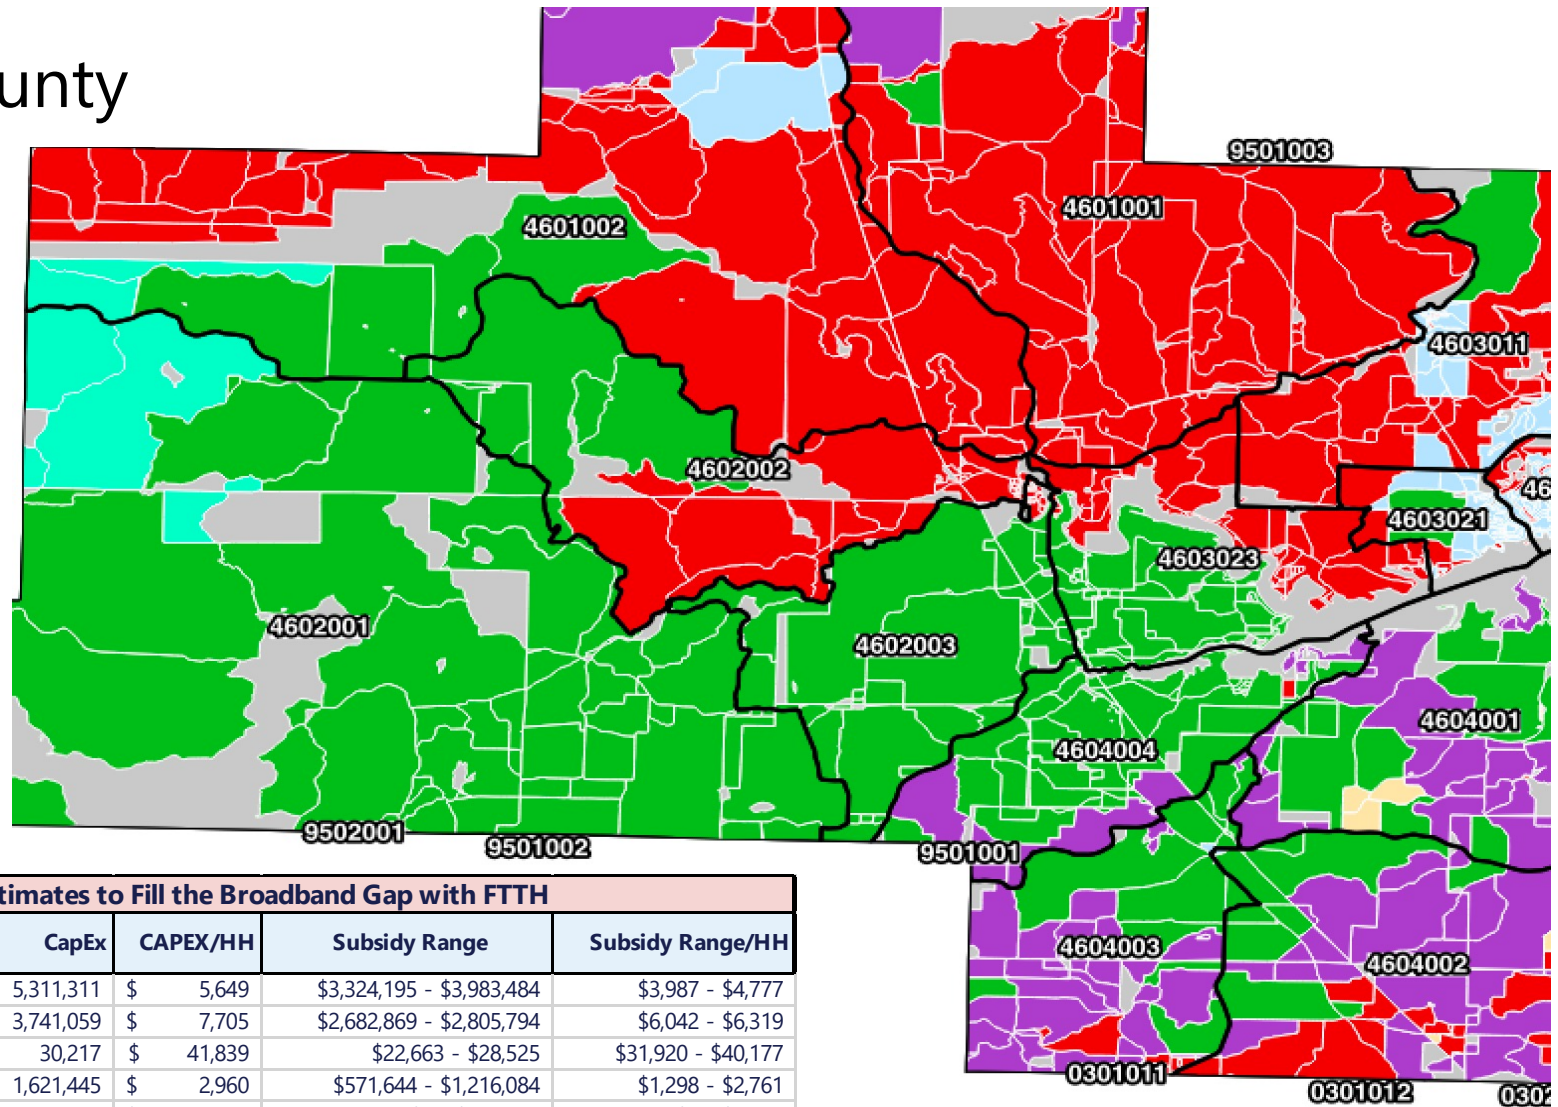 unty
9501003
4601001
4601002
4603011
4602002
46
4603021
4603023
4602001
4602003
4604001
4604004
9502001
9501002
9501001
4604003
4604002
0301011
0301012
0302
timates to Fill the Broadband Gap with FTTH
CapEx CAPEX/HH Subsidy Range Subsidy Range/HH
5,311,311 $ 5,649 $3,324,195 - $3,983,484 $3,987 - $4,777
3,741,059 $ 7,705 $2,682,869 - $2,805,794 $6,042 - $6,319
30,217 $ 41,839 $22,663 - $28,525 $31,920 - $40,177
1,621,445 $ 2,960 $571,644 - $1,216,084 $1,298 - $2,761